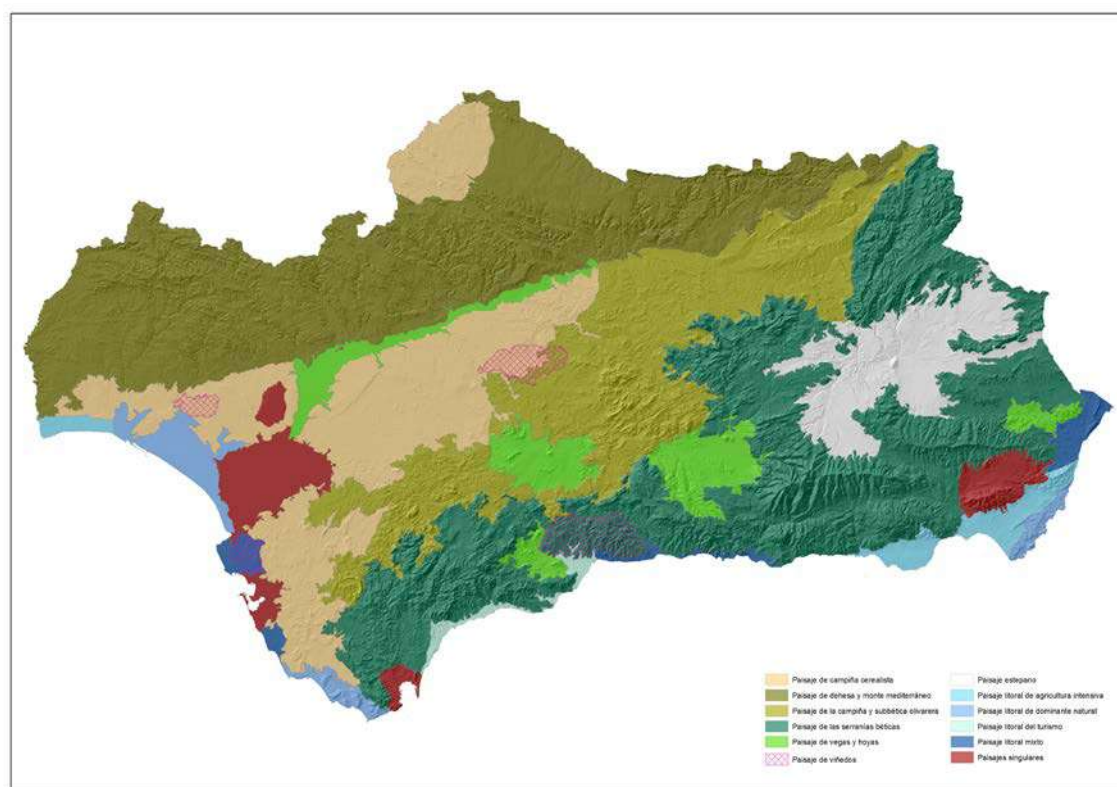 Paisaje de campiña cerealista
Paisaje de dehesa y monte mediterráneo
Paisaje de la campiña y subbética olivarera
Paisaje de las serranías béticas
Paisaje de vegas y hoyas
Paisaje de viñedos
Paisaje estepario
Paisaje litoral de agricultura intensiva
Paisaje litoral de dominante natural
Paisaje litoral del turismo
Paisaje litoral mixto
Paisajes singulares